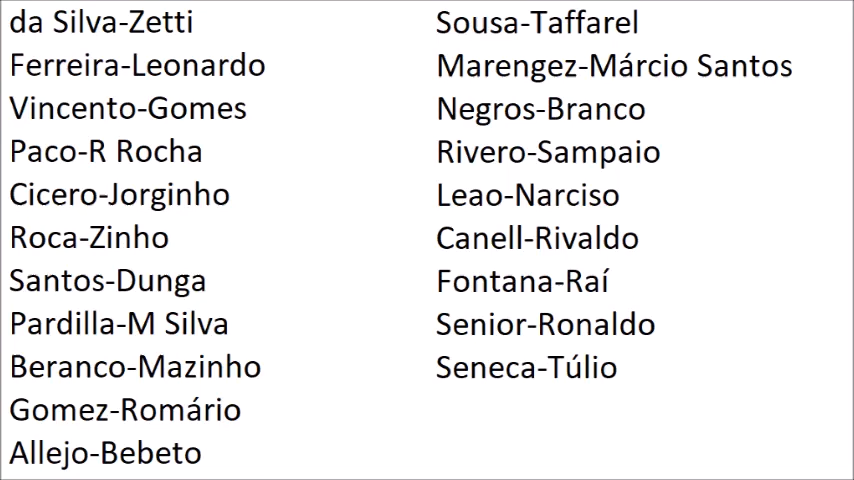 da Silva-Zetti
Ferreira-Leonardo
Vincento-Gomes
Paco-R Rocha
Cicero-Jorginho
Roca-Zinho
Santos-Dunga
Pardilla-M Silva
Beranco-Mazinho
Gomez-Romário
Allejo-Bebeto
Sousa-Taffarel
Marengez-Márcio Santos
Negros-Branco
Rivero-Sampaio
Leao-Narciso
Canell-Rivaldo
Fontana-Raí
Senior-Ronaldo
Seneca-Túlio